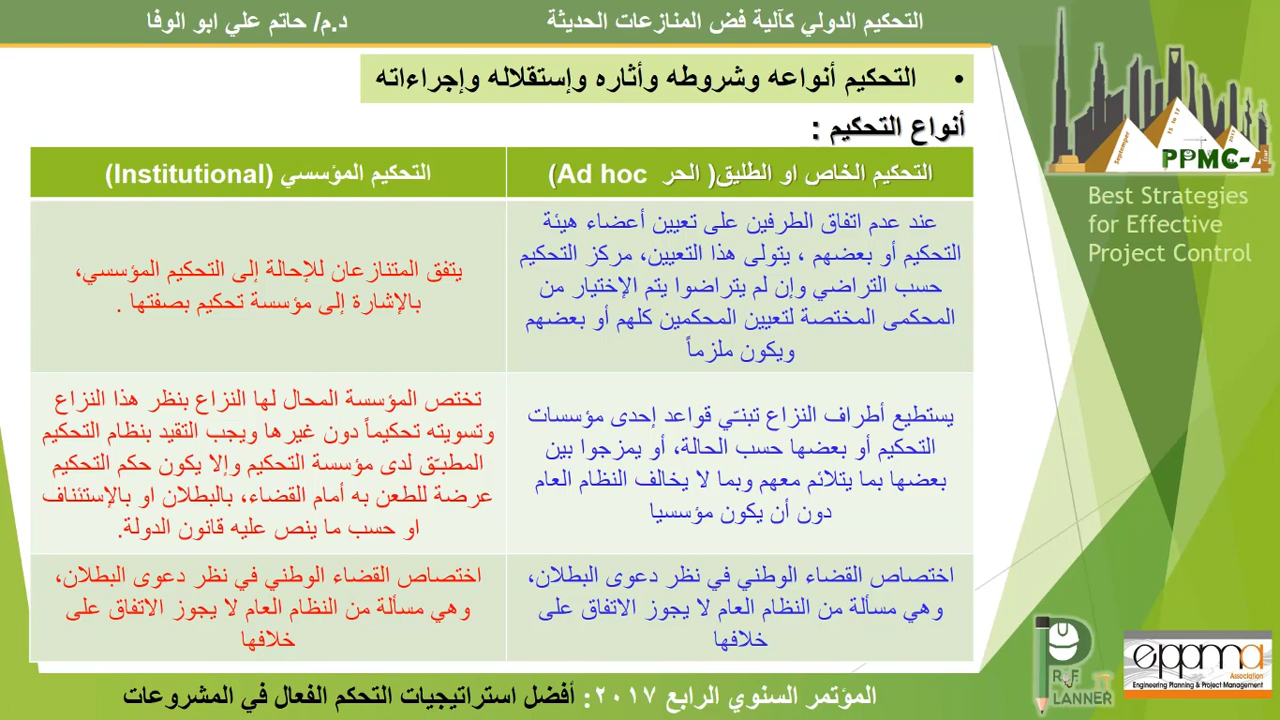 التحكيم الدولي كآلية فض المنازعات الحديثة
د.م/ حاتم علي ابو الوفا
• التحكيم أنواعه وشروطه وأثاره وإستقلاله وإجراءاته
أنواع التحكيم :
التحكيم الخاص او الطليق( الحر Ad hoc)
التحكيم المؤسسي (Institutional)
عند عدم اتفاق الطرفين على تعيين أعضاء هيئة
التحكيم أو بعضهم ، يتولى هذا التعيين، مركز التحكيم
حسب التراضي وإن لم يتراضوا يتم الإختيار من
المحكمى المختصة لتعيين المحكمين كلهم أو بعضهم
ويكون ملزماً
يتفق المتنازعان للإحالة إلى التحكيم المؤسسي،
بالإشارة إلى مؤسسة تحكيم بصفتها .
يستطيع أطراف النزاع تبنـّي قواعد إحدى مؤسسات
التحكيم أو بعضها حسب الحالة، أو يمزجوا بين
بعضها بما يتلائم معهم وبما لا يخالف النظام العام
دون أن يكون مؤسسيا
تختص المؤسسة المحال لها النزاع بنظر هذا النزاع
وتسويته تحكيماً دون غيرها ويجب التقيد بنظام التحكيم
المطبـّق لدى مؤسسة التحكيم وإلا يكون حكم التحكيم
عرضة للطعن به أمام القضاء، بالبطلان او بالإستئناف
او حسب ما ينص عليه قانون الدولة.
اختصاص القضاء الوطني في نظر دعوى البطلان،
وهي مسألة من النظام العام لا يجوز الاتفاق على
خلافها
اختصاص القضاء الوطني في نظر دعوى البطلان،
وهي مسألة من النظام العام لا يجوز الاتفاق على
خلافها
September
15 to 17
2017
PPMC-4
Best Strategies
for Effective
Project Control
PLANNER
eppma
Association
Engineering Planning & Project Management
المؤتمر السنوي الرابع ٢٠١٧: أفضل استراتيجيات التحكم الفعال في المشروعات